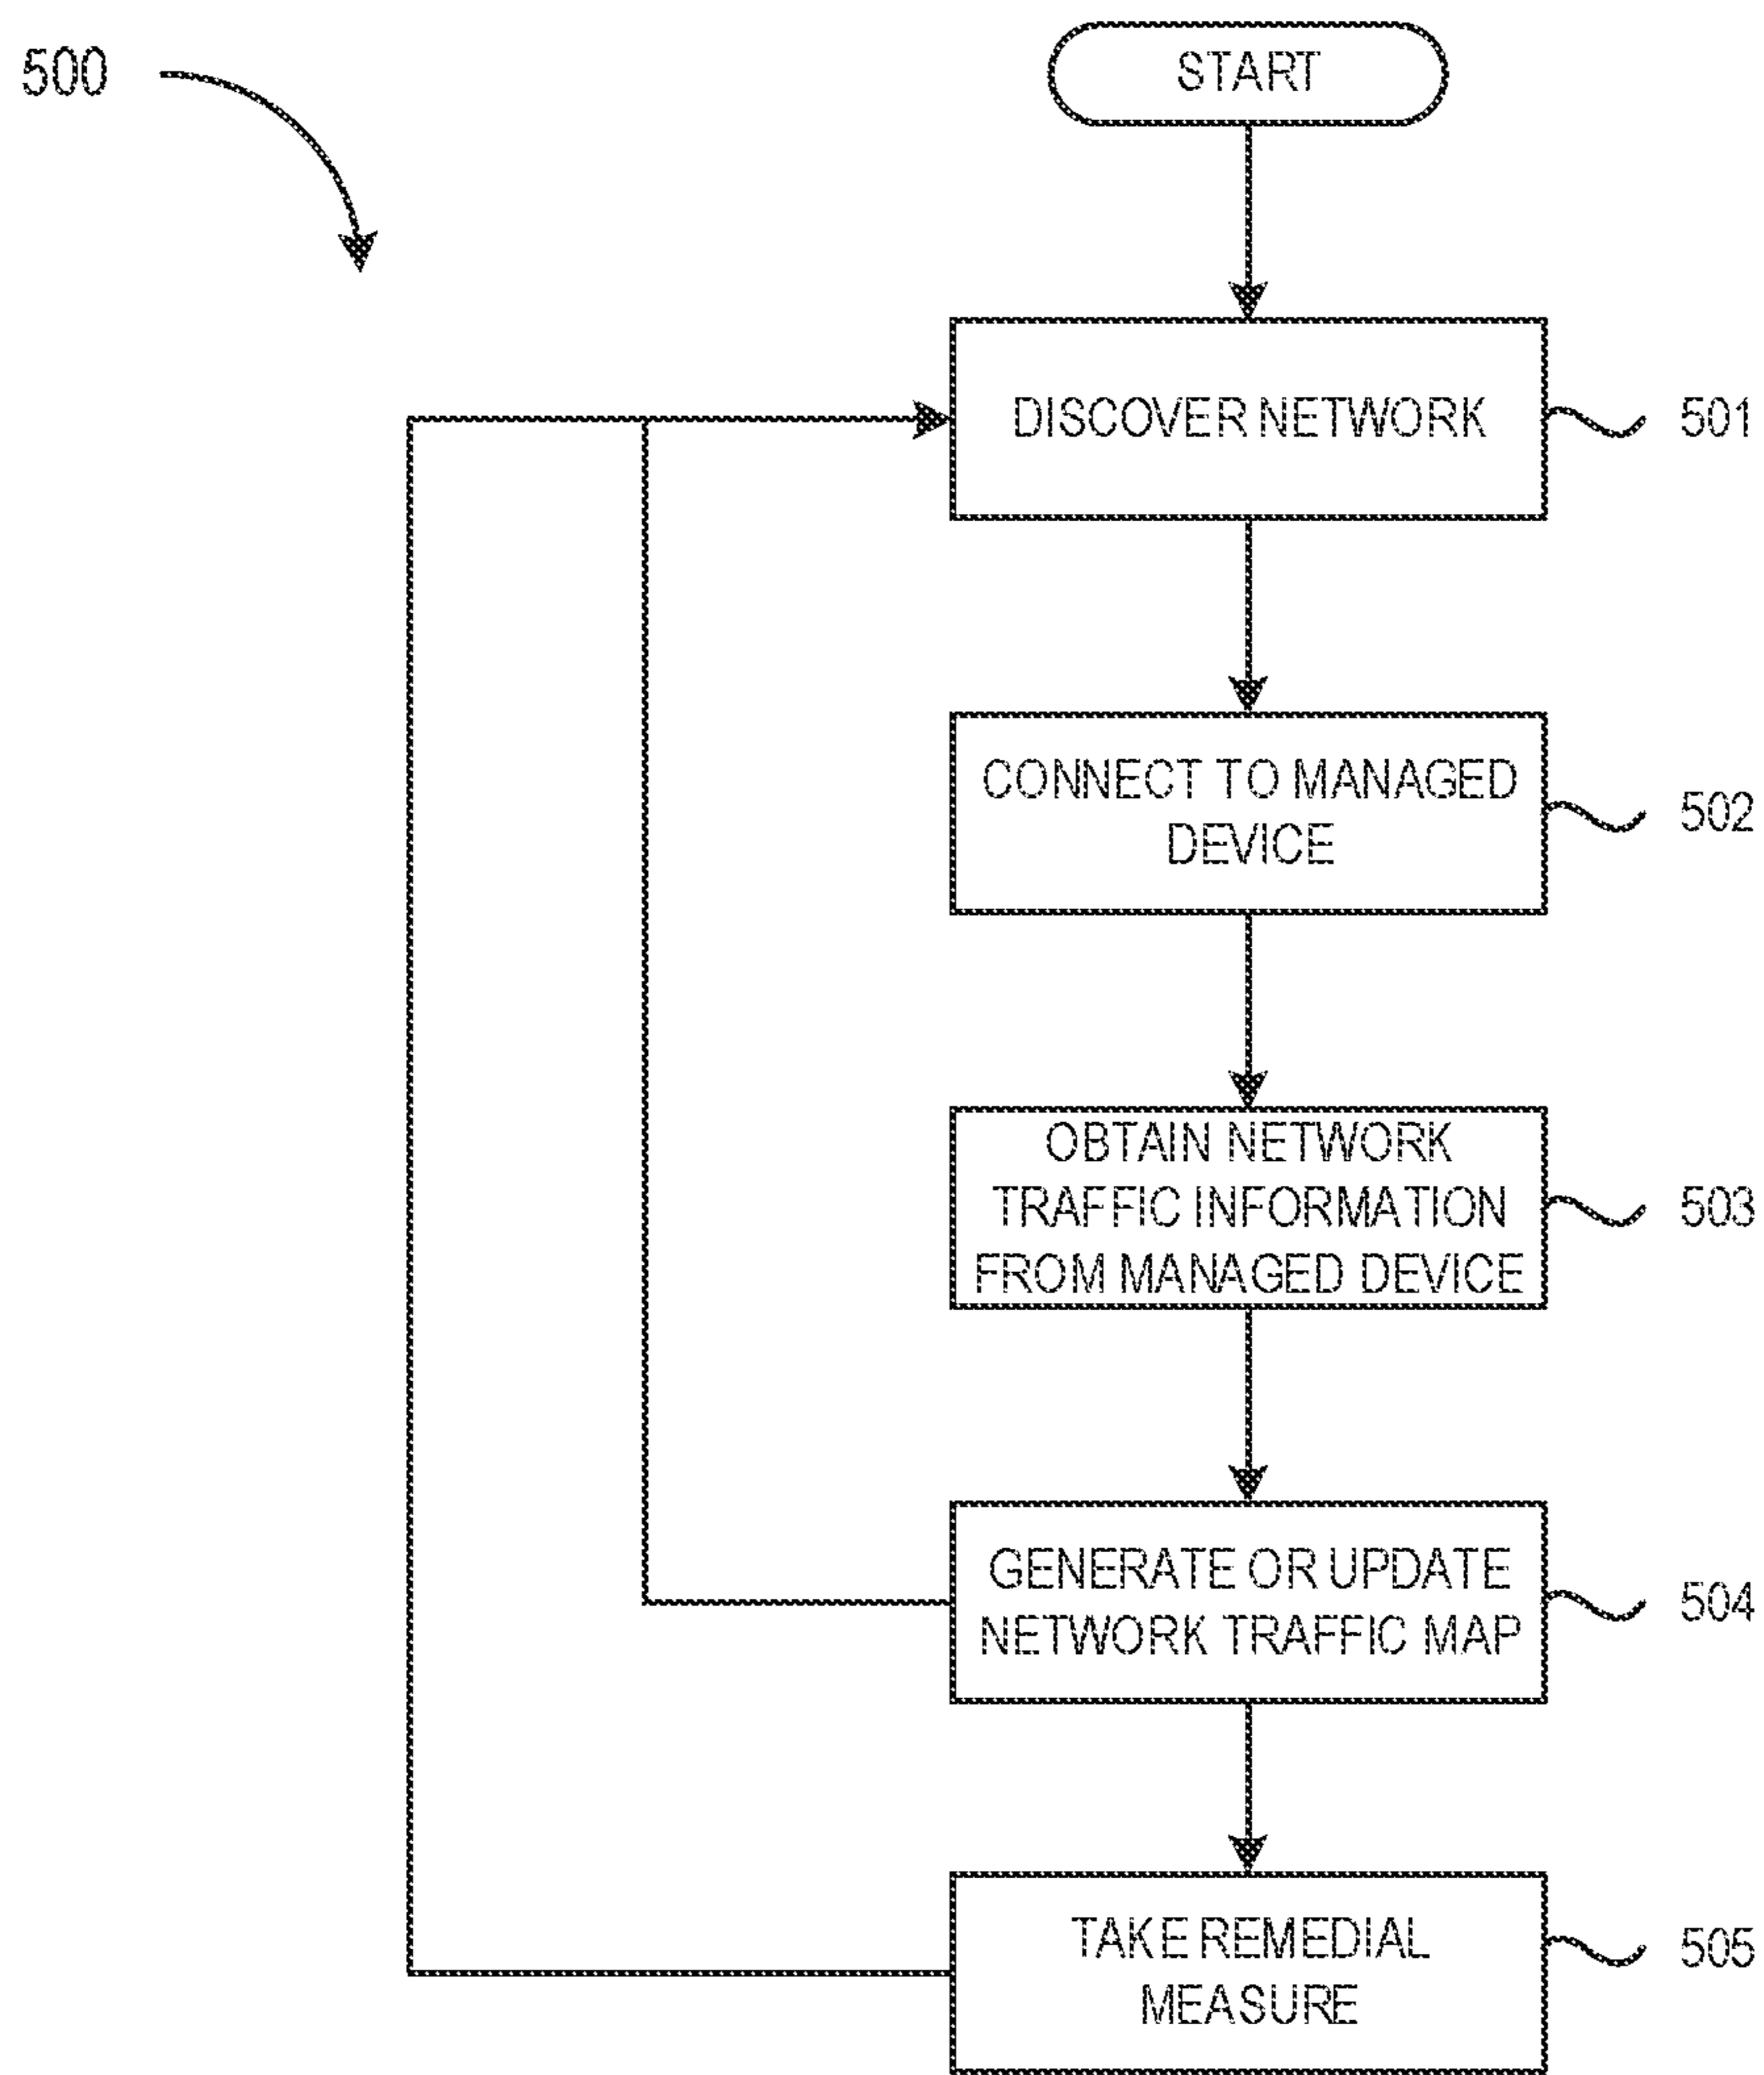 500
START
DISCOVER NETWORK
501
CONNECT TO MANAGED
DEVICE
502
OBTAIN NETWORK
TRAFFIC INFORMATION
FROM MANAGED DEVICE
503
GENERATE OR UPDATE
NETWORK TRAFFIC MAP
504
TAKE REMEDIAL
MEASURE
505